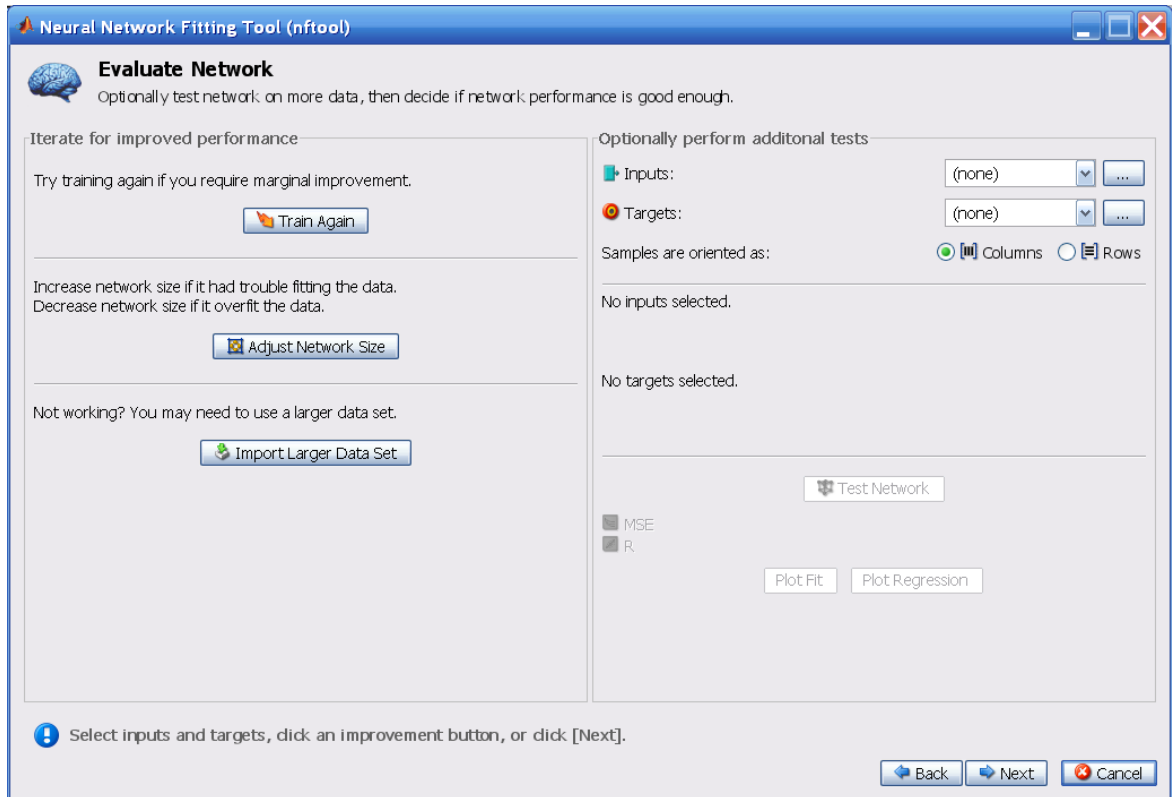 Neural Network Fitting Tool (nftool)
Evaluate Network
Optionally test network on more data, then decide if network performance is good enough.
Iterate for improved performance
Try training again if you require marginal improvement.
Train Again
Increase network size if it had trouble fitting the data.
Decrease network size if it overfit the data.
Adjust Network Size
Not working? You may need to use a larger data set.
Import Larger Data Set
Optionally perform additonal tests
Inputs: (none) ...
Targets: (none) ...
Samples are oriented as: Columns Rows
No inputs selected.
No targets selected.
Test Network
MSE
R
Plot Fit Plot Regression
Select inputs and targets, click an improvement button, or click [Next].
Back Next Cancel